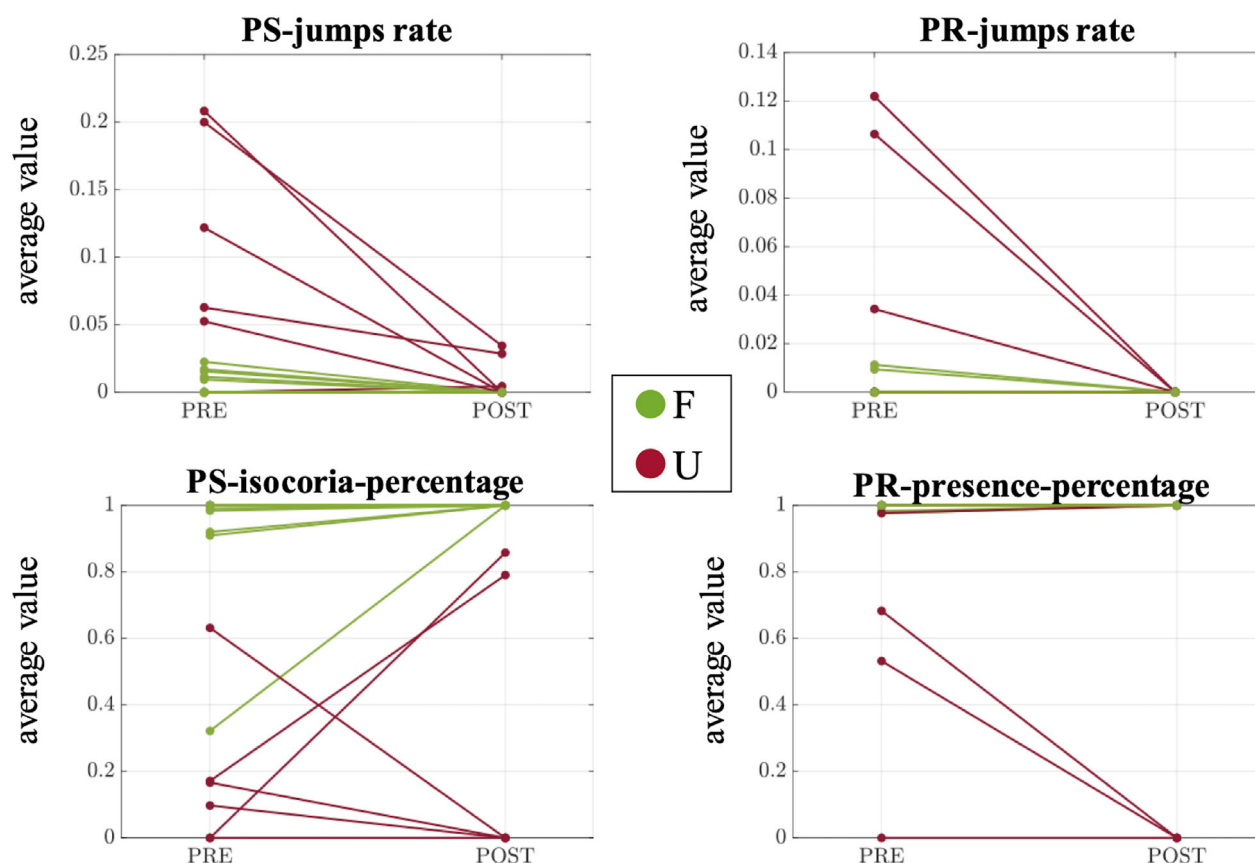 PS-jumps rate
average value
0.25
0.2
0.15
0.1
0.05
0
PRE
POST
PR-jumps rate
average value
0.14
0.12
0.1
0.08
0.06
0.04
0.02
0
PRE
POST
F
U
PS-isocoria-percentage
average value
1
0.8
0.6
0.4
0.2
0
PRE
POST
PR-presence-percentage
average value
1
0.8
0.6
0.4
0.2
0
PRE
POST